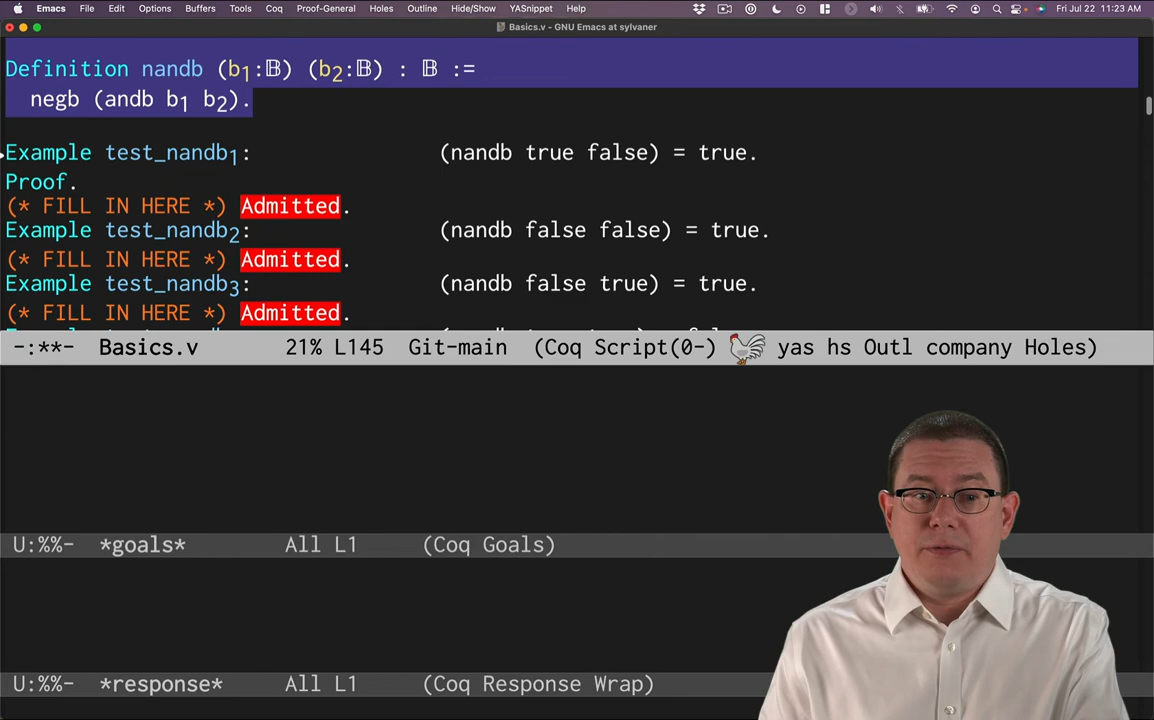 Emacs File Edit Options Buffers Tools Coq Proof-General Holes Outline Hide/Show YASnippet Help Fri Jul 22 11:23 AM
Basics.v - GNU Emacs at sylvaner
Definition nandb (b₁:𝔹) (b₂:𝔹) : 𝔹 :=
negb (andb b₁ b₂).
Example test_nandb₁: (nandb true false) = true.
Proof.
(* FILL IN HERE *) Admitted.
Example test_nandb₂: (nandb false false) = true.
(* FILL IN HERE *) Admitted.
Example test_nandb₃: (nandb false true) = true.
(* FILL IN HERE *) Admitted.
-:**- Basics.v 21% L145 Git-main (Coq Script(0-) yas hs Outl company Holes)
U:%%- *goals* All L1 (Coq Goals)
U:%%- *response* All L1 (Coq Response Wrap)